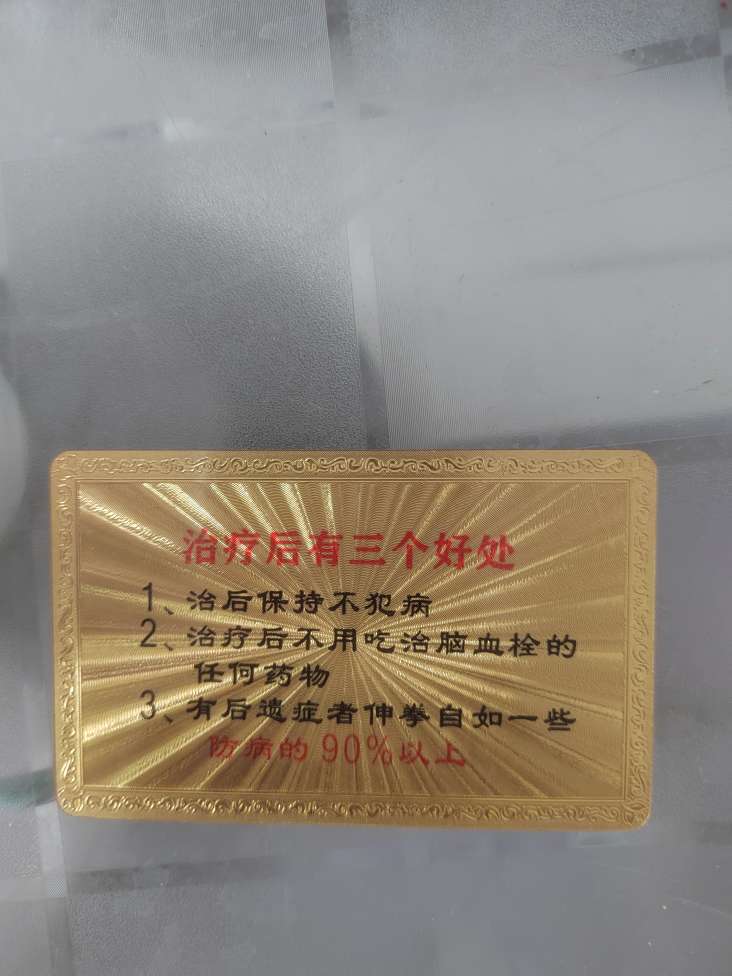 治疗后有三个好处
1、治后保持不犯病
2、治疗后不用吃治脑血栓的
任何药物
3、有后遗症者伸拳自如一些
防病的90%以上